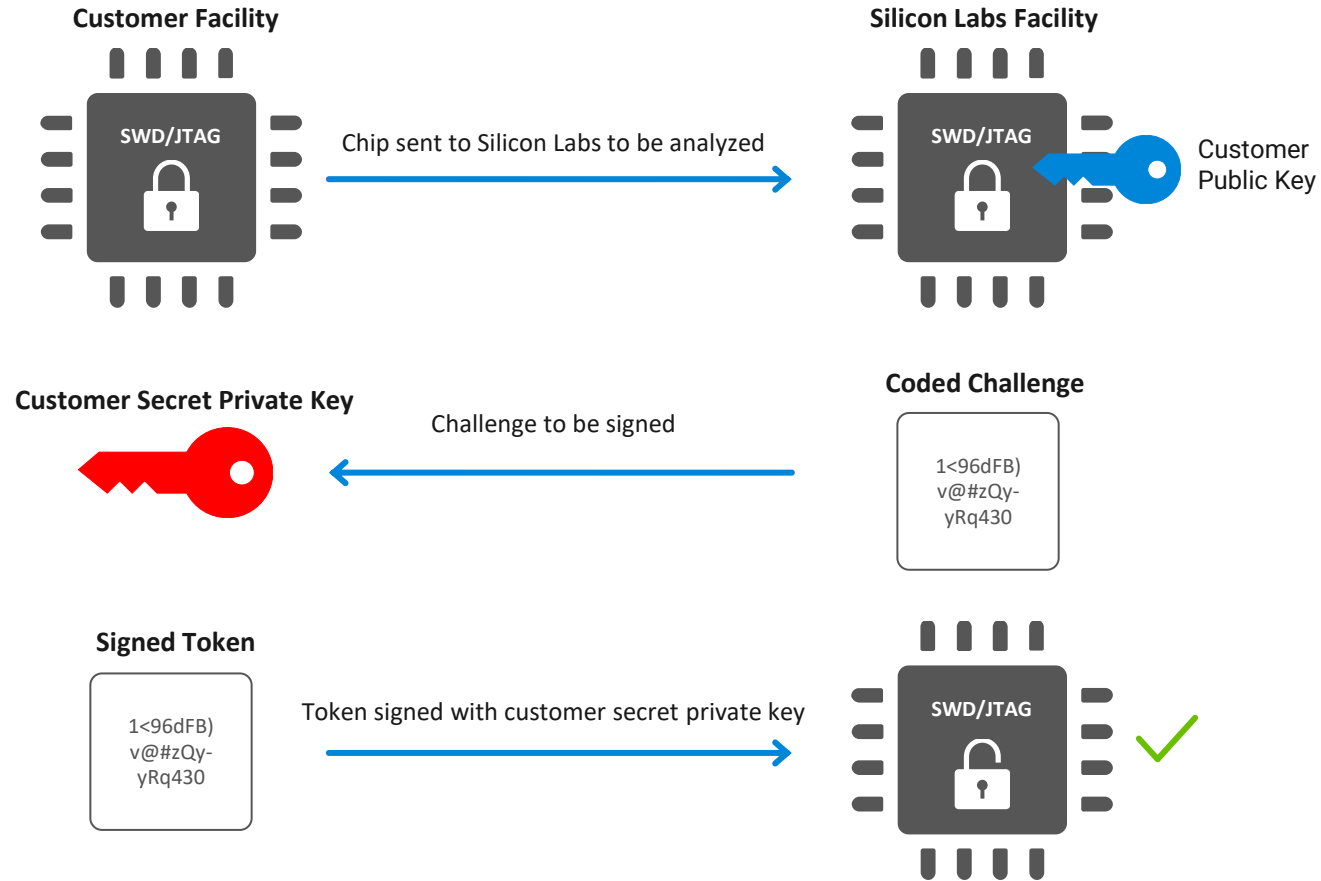 Customer Facility
Silicon Labs Facility
SWD/JTAG
Chip sent to Silicon Labs to be analyzed
SWD/JTAG
Customer
Public Key
Customer Secret Private Key
Challenge to be signed
Coded Challenge
1<96dFB)
v@#zQy-
yRq430
Signed Token
1<96dFB)
v@#zQy-
yRq430
Token signed with customer secret private key
SWD/JTAG